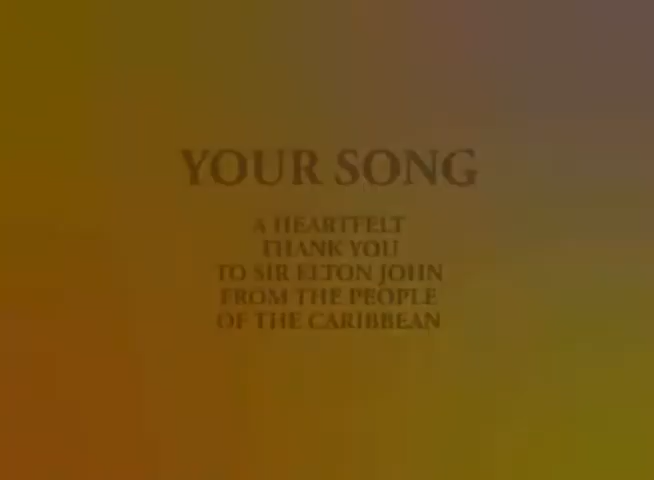 YOUR SONG
A HEARTFELT
THANK YOU
TO SIR ELTON JOHN
FROM THE PEOPLE
OF THE CARIBBEAN